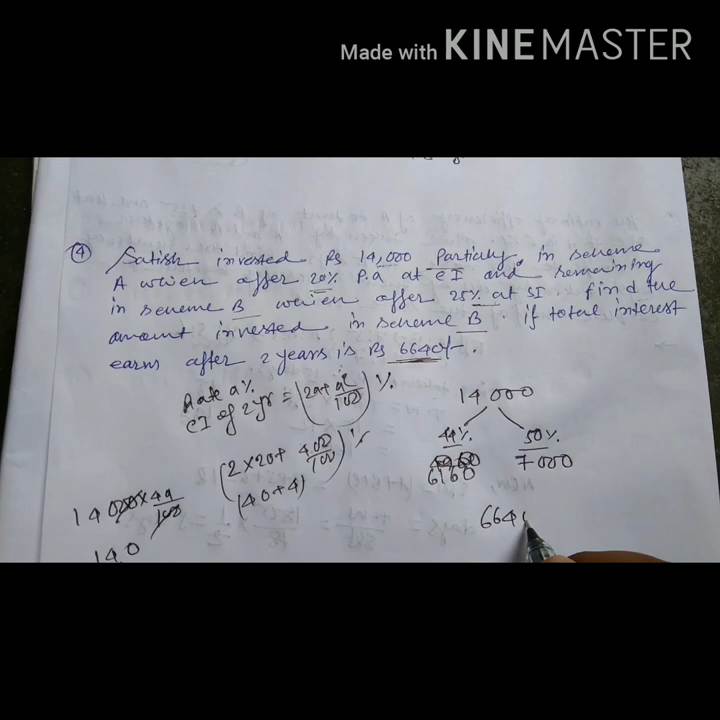 Made with KINEMASTER
④ Satish invested Rs 14,000 Partially in scheme
A which offer 20% P.a at CI and remaining
in scheme B which offer 25% at SI. find the
amount invested in scheme B. if total interest
earn after 2 years is Rs 6640/-.
Rate a%
CI of 2yr = (2a + a²/100) %
(2×20+ 400/100) %
(40+4)
14000×44/100
140
14000
44% 50%
6160 7000
664